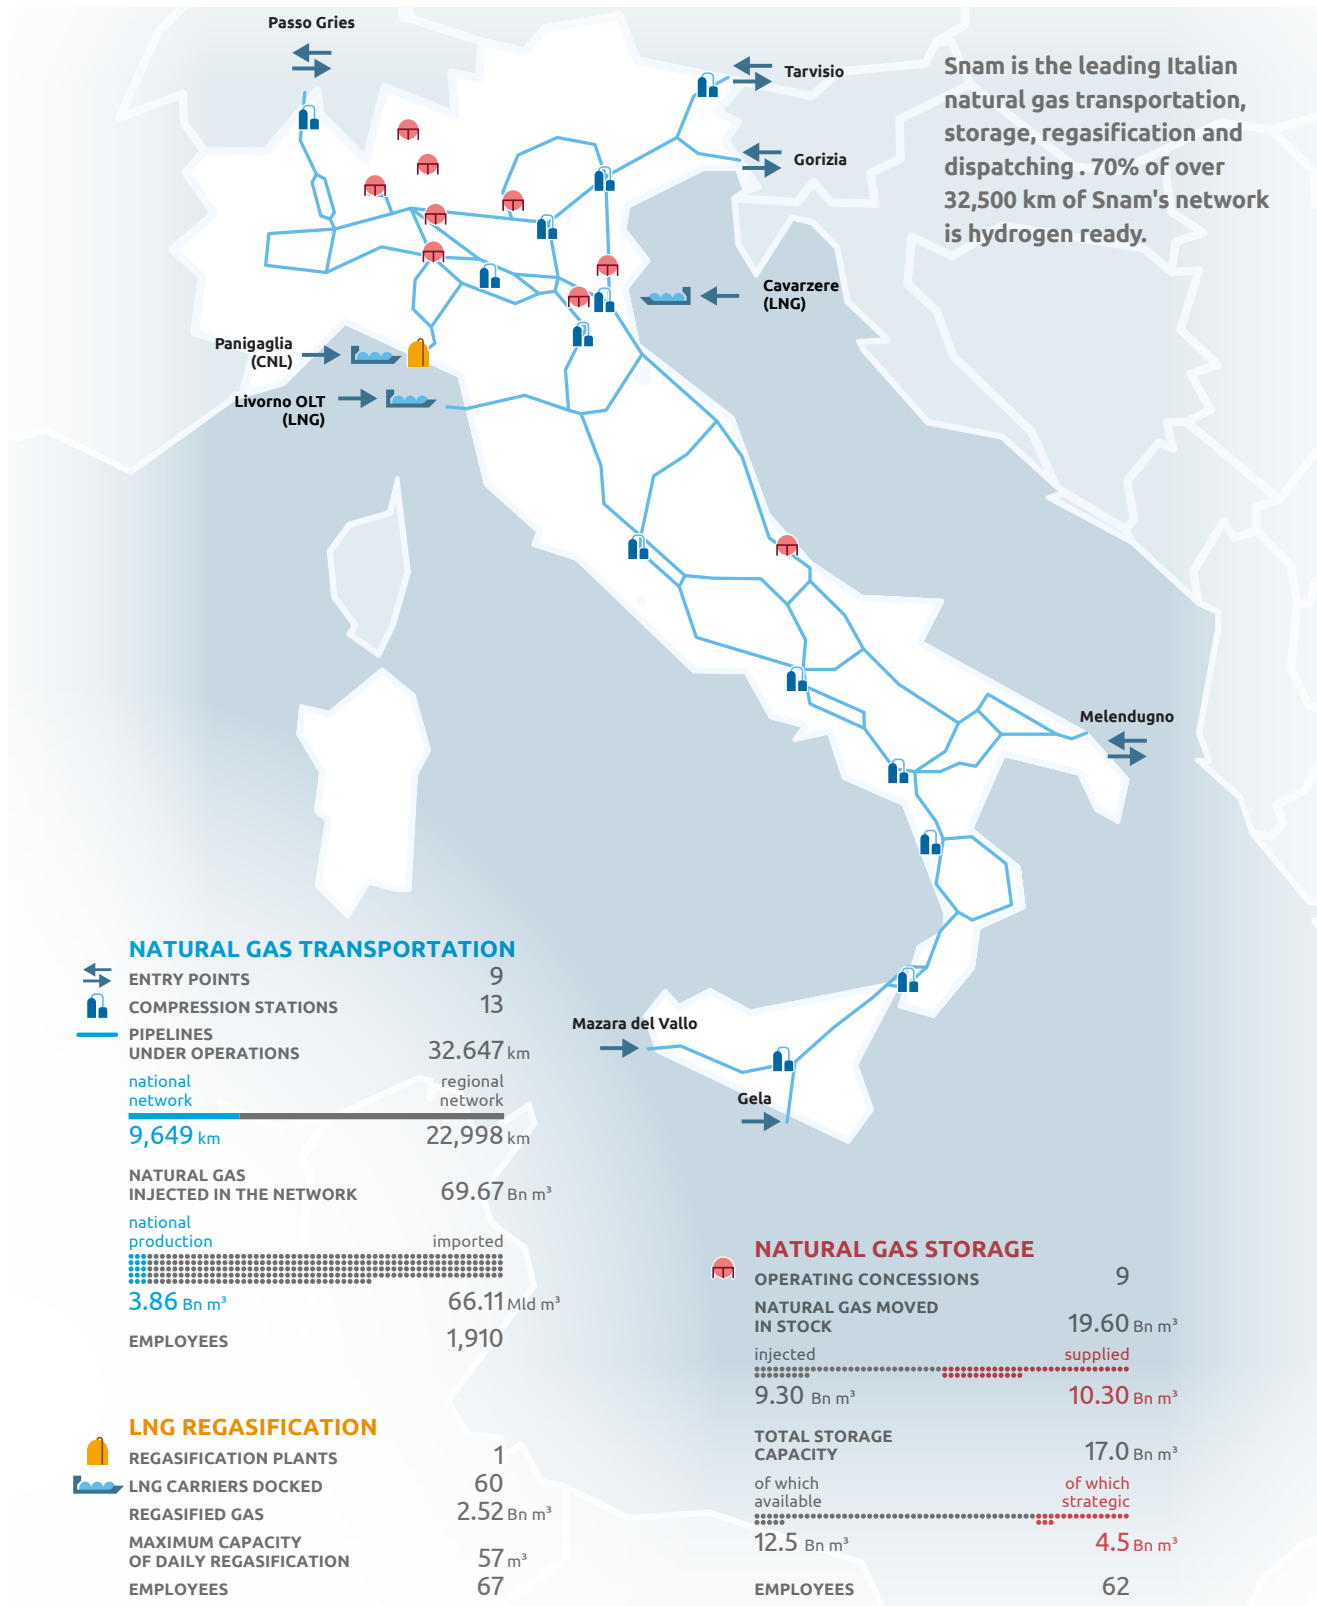 Passo Gries
Tarvisio
Gorizia
Snam is the leading Italian
natural gas transportation,
storage, regasification and
dispatching . 70% of over
32,500 km of Snam's network
is hydrogen ready.
Cavarzere
(LNG)
Panigaglia
(CNL)
Livorno OLT
(LNG)
Melendugno
Mazara del Vallo
Gela
NATURAL GAS TRANSPORTATION
ENTRY POINTS 9
COMPRESSION STATIONS 13
PIPELINES
UNDER OPERATIONS 32.647 km
national regional
network network
9,649 km 22,998 km
NATURAL GAS
INJECTED IN THE NETWORK 69.67 Bn m³
national
production imported
3.86 Bn m³ 66.11 Mld m³
EMPLOYEES 1,910
LNG REGASIFICATION
REGASIFICATION PLANTS 1
LNG CARRIERS DOCKED 60
REGASIFIED GAS 2.52 Bn m³
MAXIMUM CAPACITY
OF DAILY REGASIFICATION 57 m³
EMPLOYEES 67
NATURAL GAS STORAGE
OPERATING CONCESSIONS 9
NATURAL GAS MOVED
IN STOCK 19.60 Bn m³
injected supplied
9.30 Bn m³ 10.30 Bn m³
TOTAL STORAGE
CAPACITY 17.0 Bn m³
of which of which
available strategic
12.5 Bn m³ 4.5 Bn m³
EMPLOYEES 62